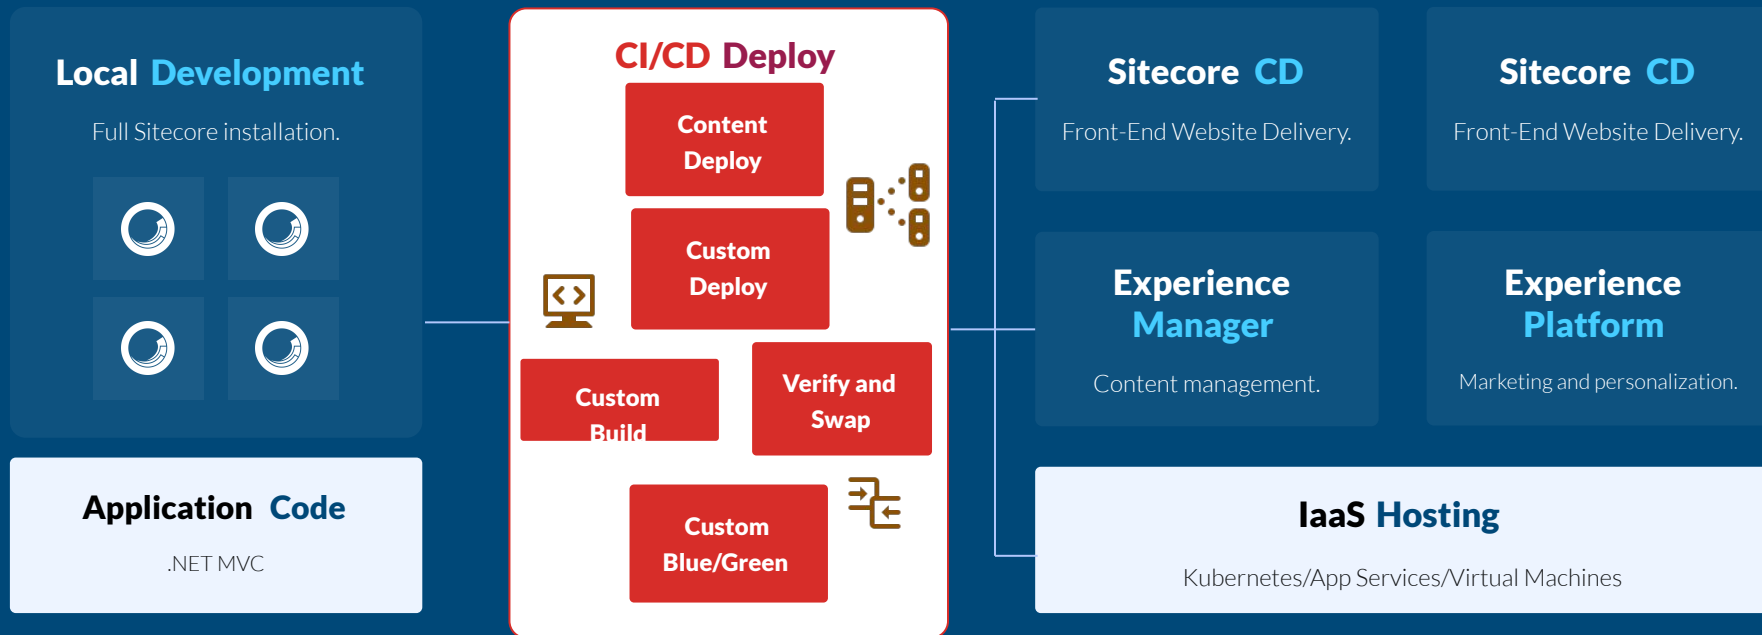 Local Development
Full Sitecore installation.
Application Code
.NET MVC
CI/CD Deploy
Content
Deploy
Custom
Deploy
Custom
Build
Verify and
Swap
Custom
Blue/Green
Sitecore CD
Front-End Website Delivery.
Sitecore CD
Front-End Website Delivery.
Experience
Manager
Content management.
Experience
Platform
Marketing and personalization.
IaaS Hosting
Kubernetes/App Services/Virtual Machines